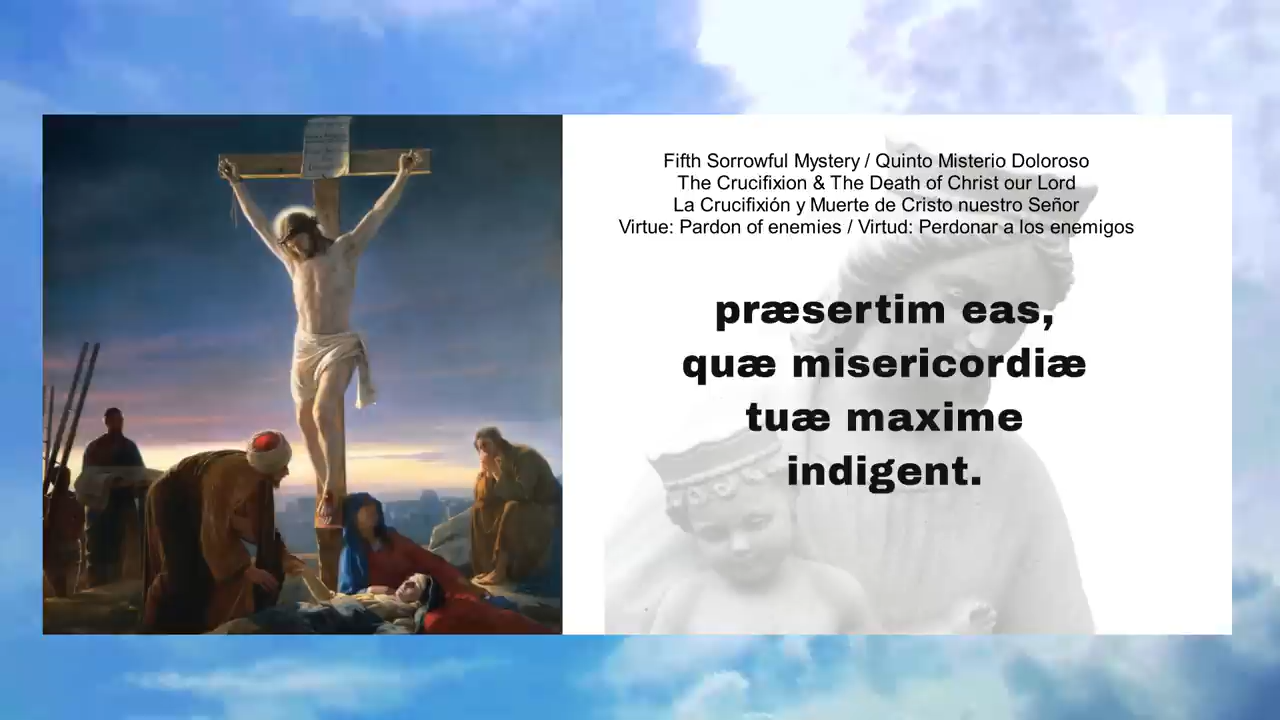 Fifth Sorrowful Mystery / Quinto Misterio Doloroso
The Crucifixion & The Death of Christ our Lord
La Crucifixión y Muerte de Cristo nuestro Señor
Virtue: Pardon of enemies / Virtud: Perdonar a los enemigos
præsertim eas,
quæ misericordiæ
tuæ maxime
indigent.